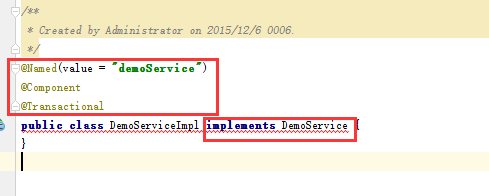 /**
* Created by Administrator on 2015/12/6 0006.
*/
@Named(value = "demoService")
@Component
@Transactional
public class DemoServiceImpl implements DemoService {
}